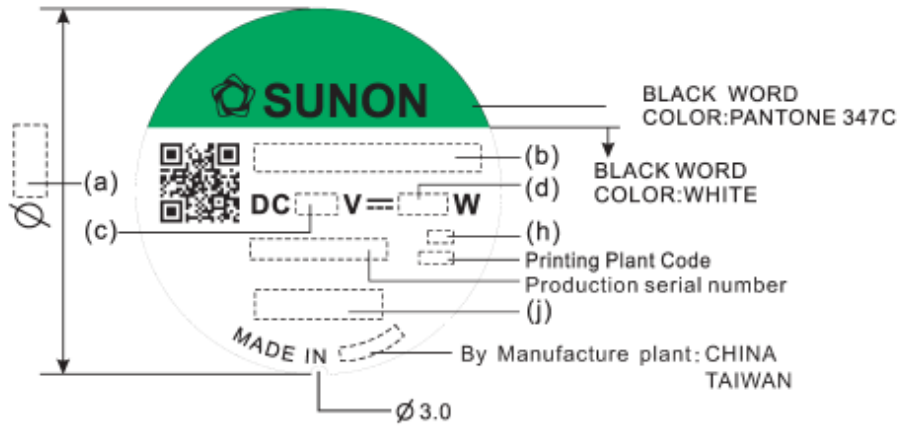 SUNON
BLACK WORD
COLOR:PANTONE 347C
(a)
(b)
BLACK WORD
COLOR:WHITE
DC V W
(d)
(c)
(h)
Printing Plant Code
Production serial number
(j)
MADE IN
By Manufacture plant: CHINA
TAIWAN
Ø
Ø 3.0